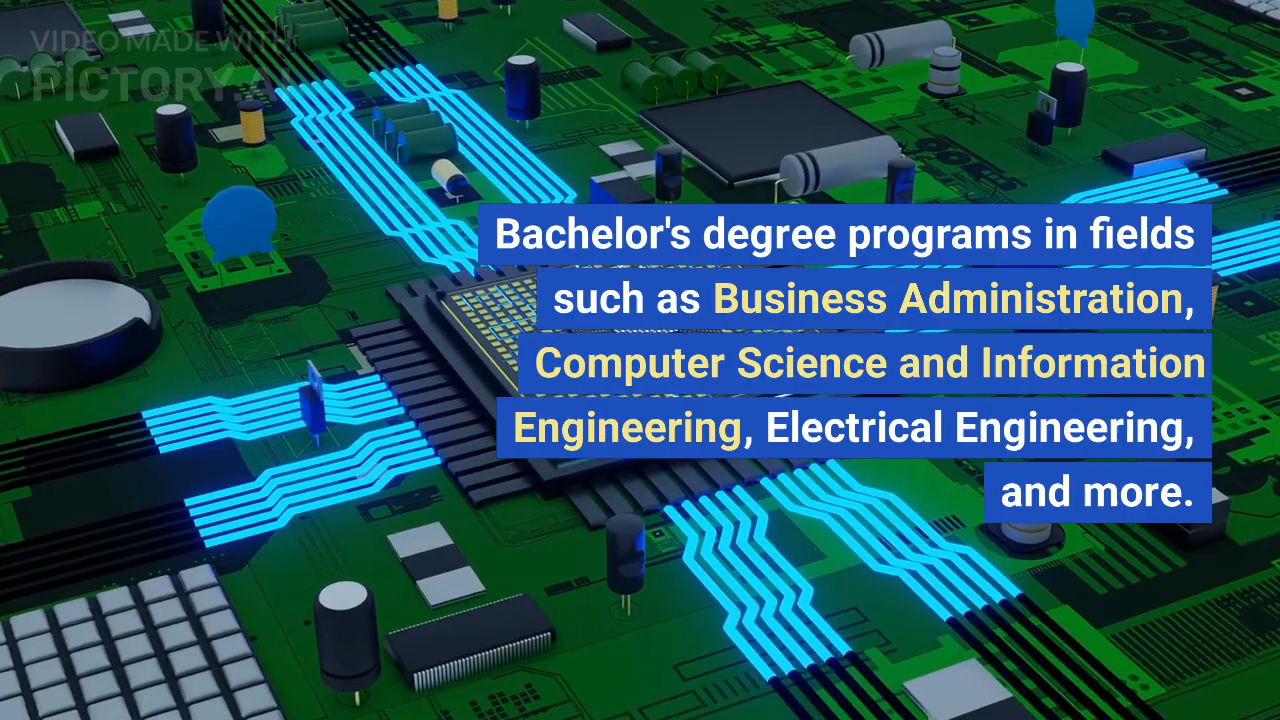 VIDEO MADE WITH
PICTORY.AI
Bachelor's degree programs in fields
such as Business Administration,
Computer Science and Information
Engineering, Electrical Engineering,
and more.